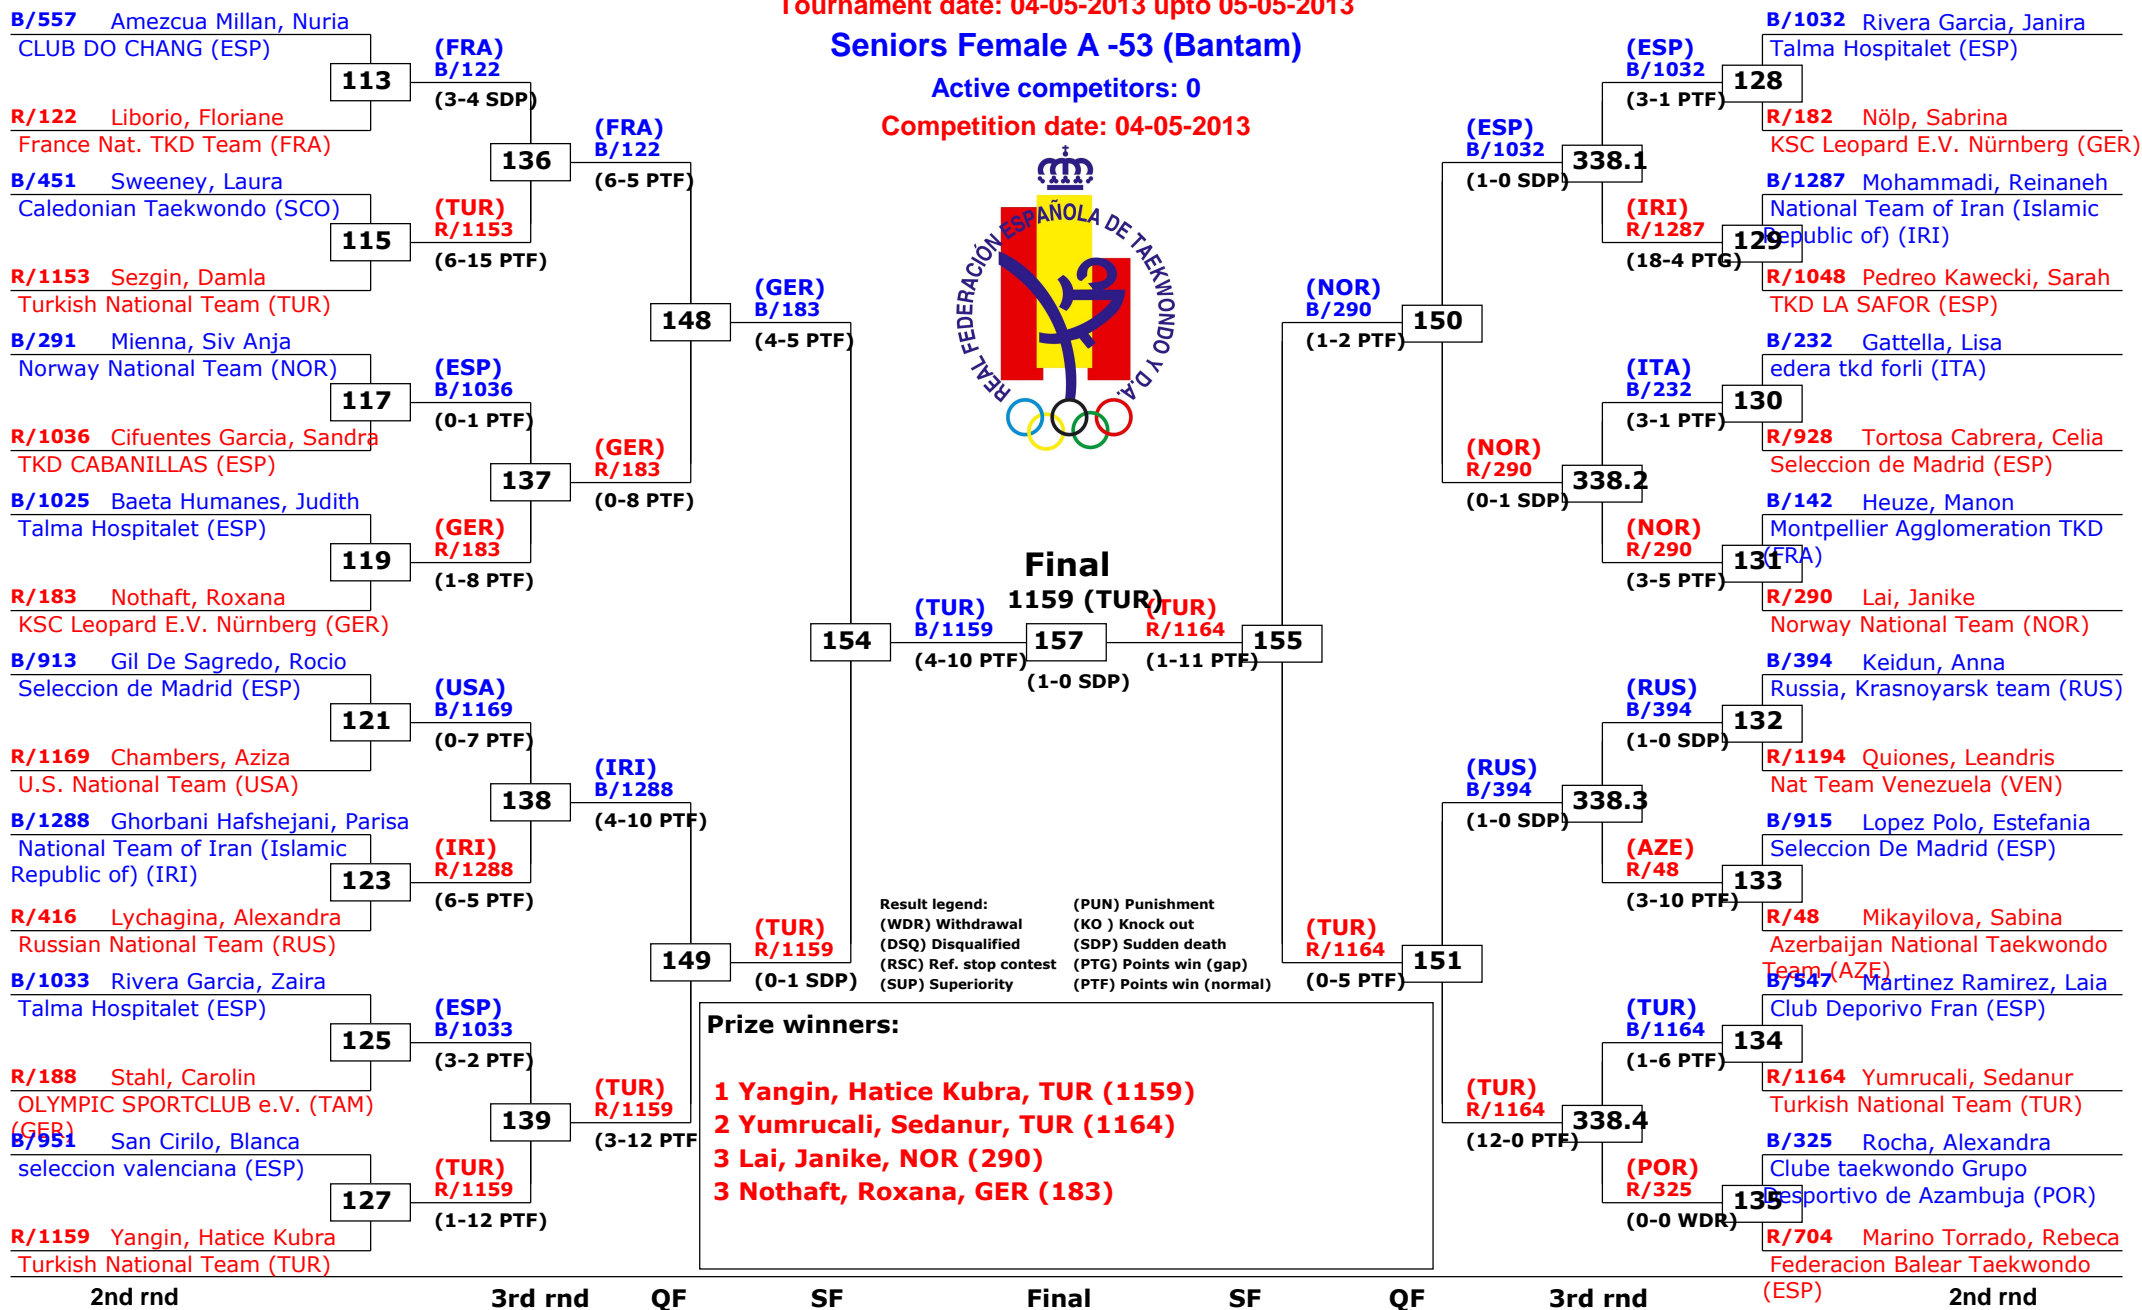 Tournament date: 04-05-2013 upto 05-05-2013
Seniors Female A -53 (Bantam)
Active competitors: 0
Competition date: 04-05-2013
REAL FEDERACIÓN ESPAÑOLA DE TAEKWONDO Y D.A.
B/557 Amezcua Millan, Nuria
CLUB DO CHANG (ESP)
113
R/122 Liborio, Floriane
France Nat. TKD Team (FRA)
B/451 Sweeney, Laura
Caledonian Taekwondo (SCO)
115
R/1153 Sezgin, Damla
Turkish National Team (TUR)
B/291 Mienna, Siv Anja
Norway National Team (NOR)
117
R/1036 Cifuentes Garcia, Sandra
TKD CABANILLAS (ESP)
B/1025 Baeta Humanes, Judith
Talma Hospitalet (ESP)
119
R/183 Nothaft, Roxana
KSC Leopard E.V. Nürnberg (GER)
B/913 Gil De Sagredo, Rocio
Seleccion de Madrid (ESP)
121
R/1169 Chambers, Aziza
U.S. National Team (USA)
B/1288 Ghorbani Hafshejani, Parisa
National Team of Iran (Islamic
Republic of) (IRI)
123
R/416 Lychagina, Alexandra
Russian National Team (RUS)
B/1033 Rivera Garcia, Zaira
Talma Hospitalet (ESP)
125
R/188 Stahl, Carolin
OLYMPIC SPORTCLUB e.V. (TAM)
(GER)
B/951 San Cirilo, Blanca
seleccion valenciana (ESP)
127
R/1159 Yangin, Hatice Kubra
Turkish National Team (TUR)
(FRA)
B/122
(3-4 SDP)
136
(TUR)
R/1153
(6-15 PTF)
(ESP)
B/1036
(0-1 PTF)
137
(GER)
R/183
(1-8 PTF)
(USA)
B/1169
(0-7 PTF)
138
(IRI)
R/1288
(6-5 PTF)
(ESP)
B/1033
(3-2 PTF)
139
(TUR)
R/1159
(1-12 PTF)
(FRA)
B/122
(6-5 PTF)
148
(GER)
R/183
(0-8 PTF)
(IRI)
B/1288
(4-10 PTF)
149
(TUR)
R/1159
(3-12 PTF
(GER)
B/183
(4-5 PTF)
154
(TUR)
R/1159
(0-1 SDP)
(TUR)
B/1159
(4-10 PTF)
Final
1159 (TUR)
157
(1-0 SDP)
(TUR)
R/1164
(1-11 PTF)
155
(NOR)
B/290
(1-2 PTF)
150
(TUR)
R/1164
(0-5 PTF)
151
(ESP)
B/1032
(1-0 SDP)
338.1
(NOR)
R/290
(0-1 SDP)
338.2
(RUS)
B/394
(1-0 SDP)
338.3
(TUR)
R/1164
(12-0 PTF)
338.4
(ESP)
B/1032
(3-1 PTF)
(IRI)
R/1287
(18-4 PTG)
(ITA)
B/232
(3-1 PTF)
(NOR)
R/290
(3-5 PTF)
(RUS)
B/394
(1-0 SDP)
(AZE)
R/48
(3-10 PTF)
(TUR)
B/1164
(1-6 PTF)
(POR)
R/325
(0-0 WDR)
B/1032 Rivera Garcia, Janira
Talma Hospitalet (ESP)
128
R/182 Nölp, Sabrina
KSC Leopard E.V. Nürnberg (GER)
B/1287 Mohammadi, Reinaneh
National Team of Iran (Islamic
Republic of) (IRI)
129
R/1048 Pedreo Kawecki, Sarah
TKD LA SAFOR (ESP)
B/232 Gattella, Lisa
edera tkd forli (ITA)
130
R/928 Tortosa Cabrera, Celia
Seleccion de Madrid (ESP)
B/142 Heuze, Manon
Montpellier Agglomeration TKD
(FRA)
131
R/290 Lai, Janike
Norway National Team (NOR)
B/394 Keidun, Anna
Russia, Krasnoyarsk team (RUS)
132
R/1194 Quiones, Leandris
Nat Team Venezuela (VEN)
B/915 Lopez Polo, Estefania
Seleccion De Madrid (ESP)
133
R/48 Mikayilova, Sabina
Azerbaijan National Taekwondo
Team (AZE)
B/547 Martinez Ramirez, Laia
Club Deporivo Fran (ESP)
134
R/1164 Yumrucali, Sedanur
Turkish National Team (TUR)
B/325 Rocha, Alexandra
Clube taekwondo Grupo
Desportivo de Azambuja (POR)
135
R/704 Marino Torrado, Rebeca
Federacion Balear Taekwondo
(ESP)
Result legend:
(WDR) Withdrawal
(DSQ) Disqualified
(RSC) Ref. stop contest
(SUP) Superiority
(PUN) Punishment
(KO ) Knock out
(SDP) Sudden death
(PTG) Points win (gap)
(PTF) Points win (normal)
Prize winners:
1 Yangin, Hatice Kubra, TUR (1159)
2 Yumrucali, Sedanur, TUR (1164)
3 Lai, Janike, NOR (290)
3 Nothaft, Roxana, GER (183)
2nd rnd 3rd rnd QF SF Final SF QF 3rd rnd 2nd rnd